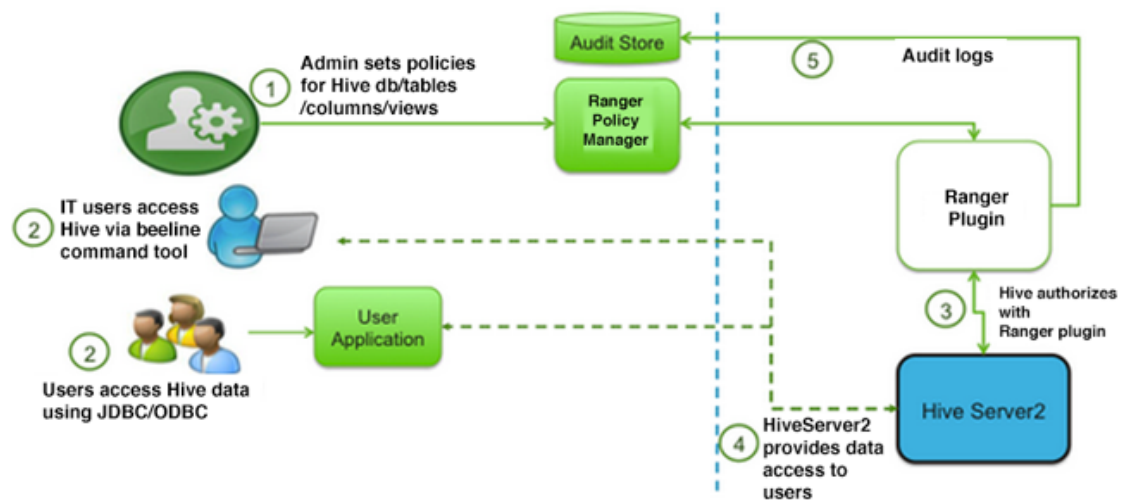 Audit Store
5
Audit logs
1
Admin sets policies
for Hive db/tables
/columns/views
Ranger
Policy
Manager
Ranger
Plugin
2
IT users access
Hive via beeline
command tool
3
Hive authorizes
with
Ranger plugin
User
Application
2
Users access Hive data
using JDBC/ODBC
Hive Server2
4
HiveServer2
provides data
access to
users